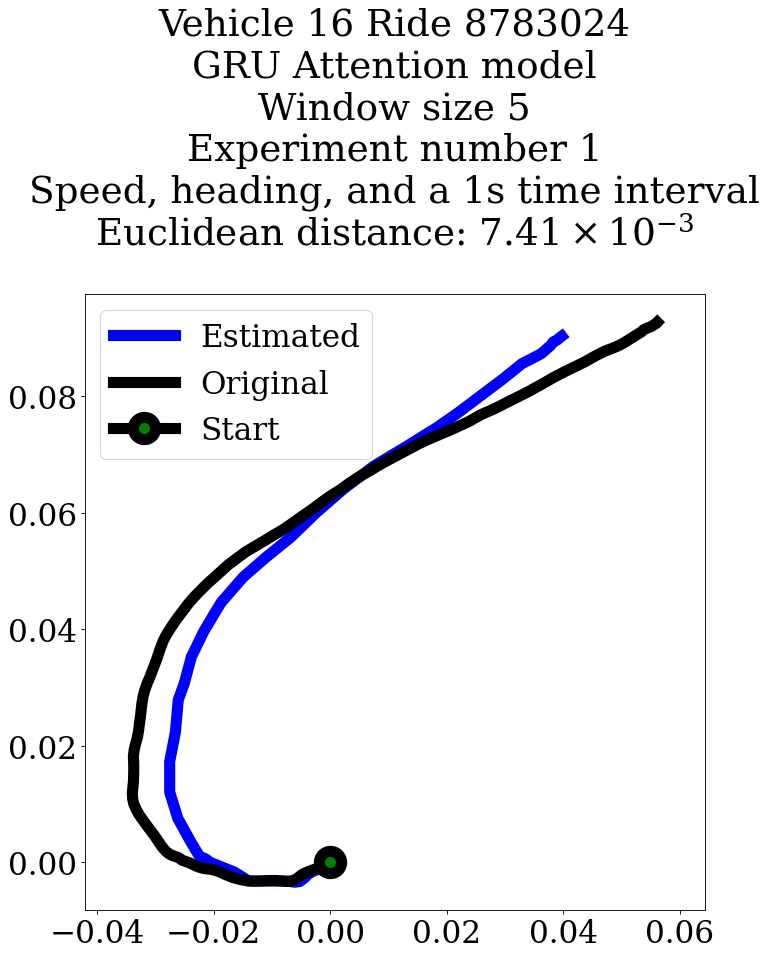 Vehicle 16 Ride 8783024
GRU Attention model
Window size 5
Experiment number 1
Speed, heading, and a 1s time interval
Euclidean distance: 7.41 × 10⁻³
Estimated
Original
Start
0.08
0.06
0.04
0.02
0.00
−0.04 −0.02 0.00 0.02 0.04 0.06